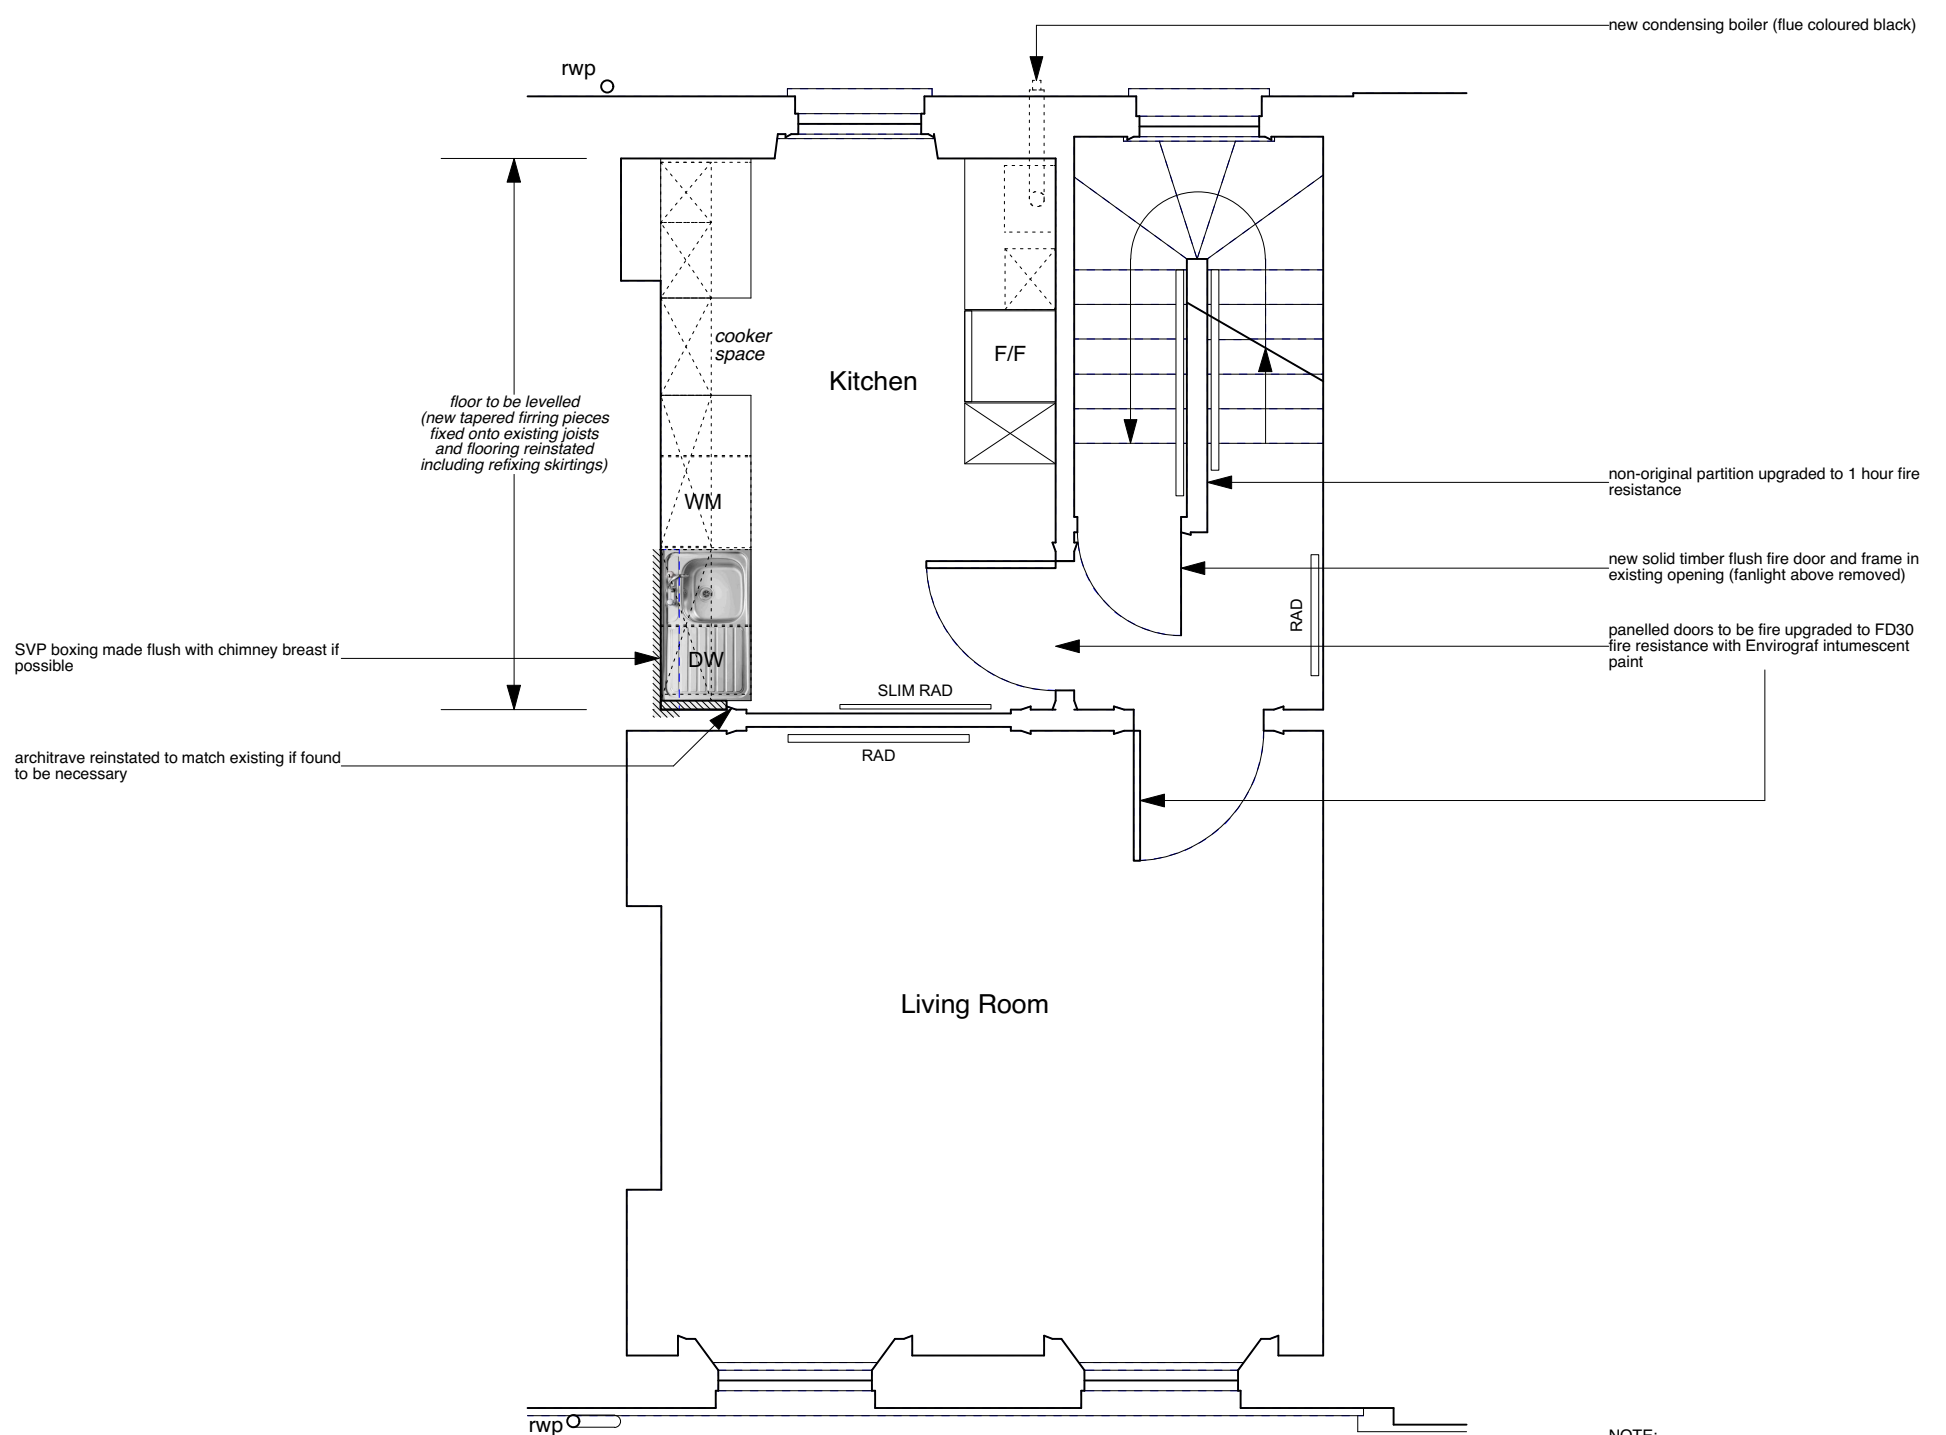 new condensing boiler (flue coloured black)
rwp
cooker
space
F/F
Kitchen
floor to be levelled
(new tapered firring pieces
fixed onto existing joists
and flooring reinstated
including refixing skirtings)
WM
non-original partition upgraded to 1 hour fire
resistance
new solid timber flush fire door and frame in
existing opening (fanlight above removed)
RAD
panelled doors to be fire upgraded to FD30
fire resistance with Envirograf intumescent
paint
SVP boxing made flush with chimney breast if
possible
DW
SLIM RAD
RAD
architrave reinstated to match existing if found
to be necessary
Living Room
rwp
NOTE: